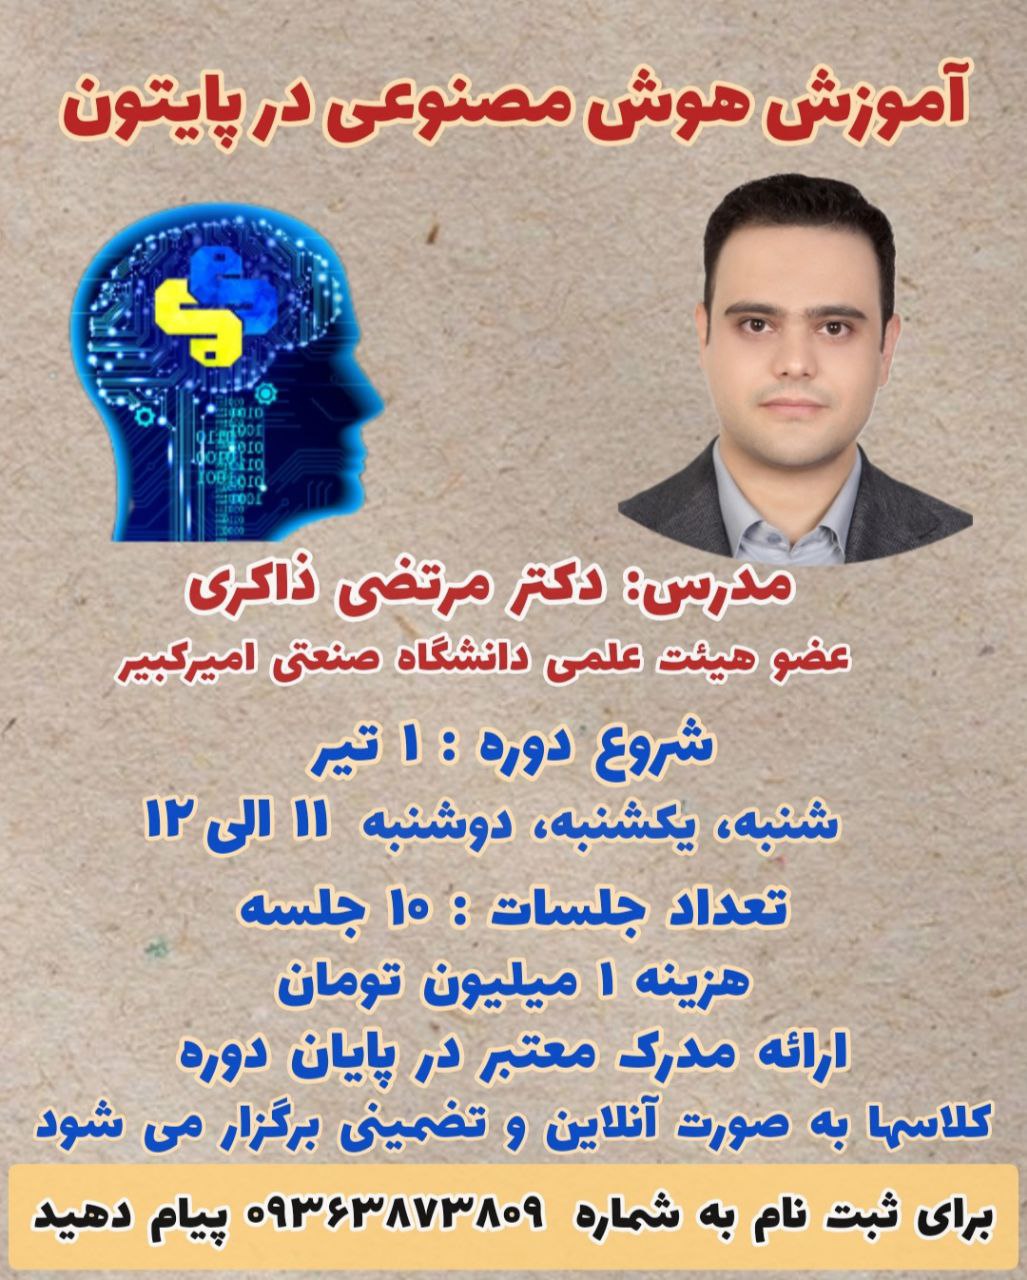 آموزش هوش مصنوعی در پایتون
مدرس: دکتر مرتضی ذاکری
عضو هیئت علمی دانشگاه صنعتی امیرکبیر
شروع دوره : ۱ تیر
شنبه، یکشنبه، دوشنبه ۱۱ الی ۱۲
تعداد جلسات : ۱۰ جلسه
هزینه ۱ میلیون تومان
ارائه مدرک معتبر در پایان دوره
کلاسها به صورت آنلاین و تضمینی برگزار می شود
برای ثبت نام به شماره ۰۹۳۶۳۸۷۳۸۰۹ پیام دهید